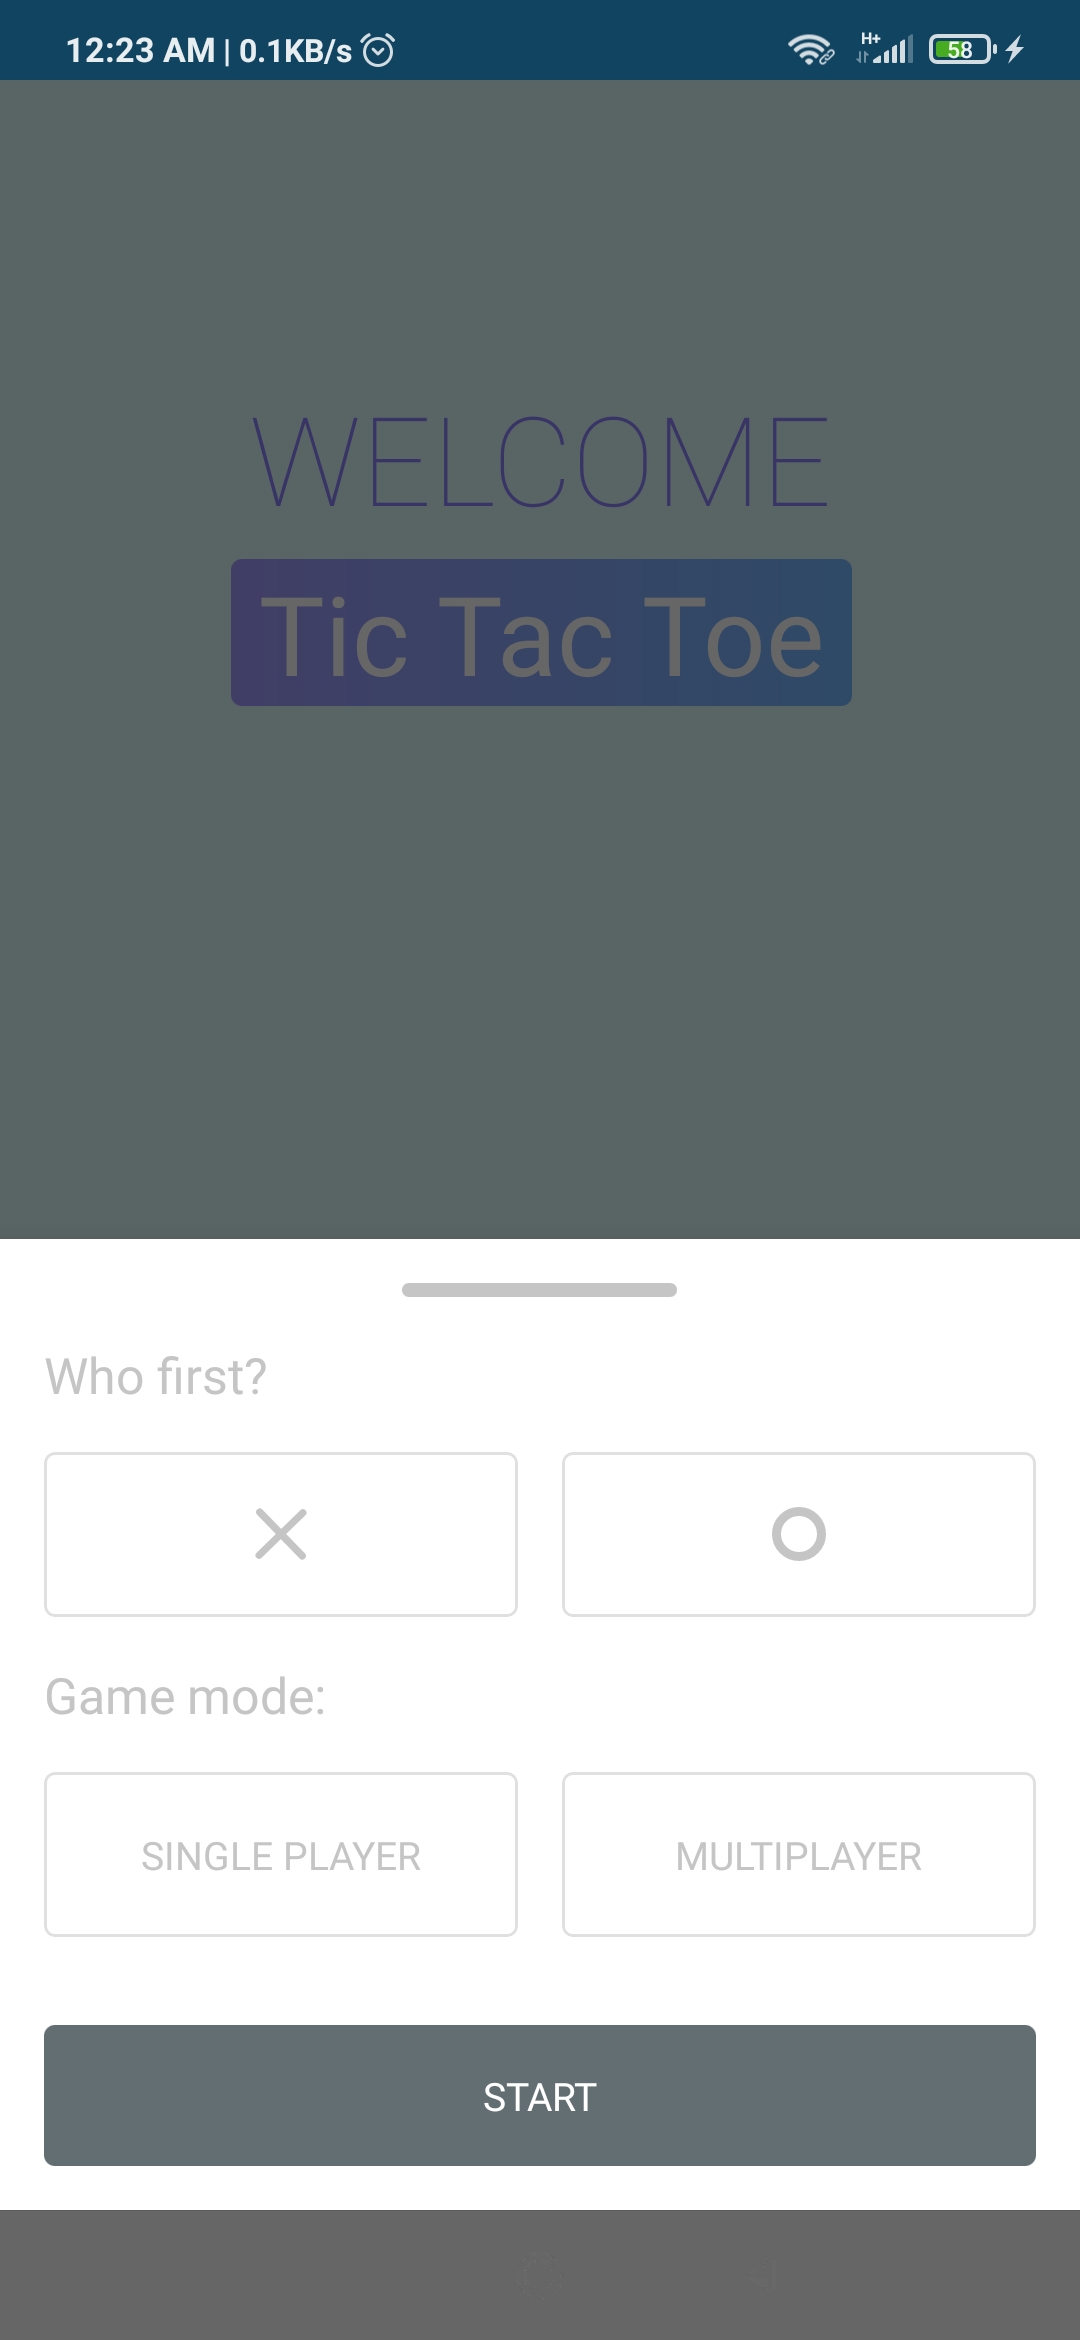 12:23 AM | 0.1KB/s H+ 58
WELCOME
Tic Tac Toe
Who first?
Game mode:
SINGLE PLAYER MULTIPLAYER
START